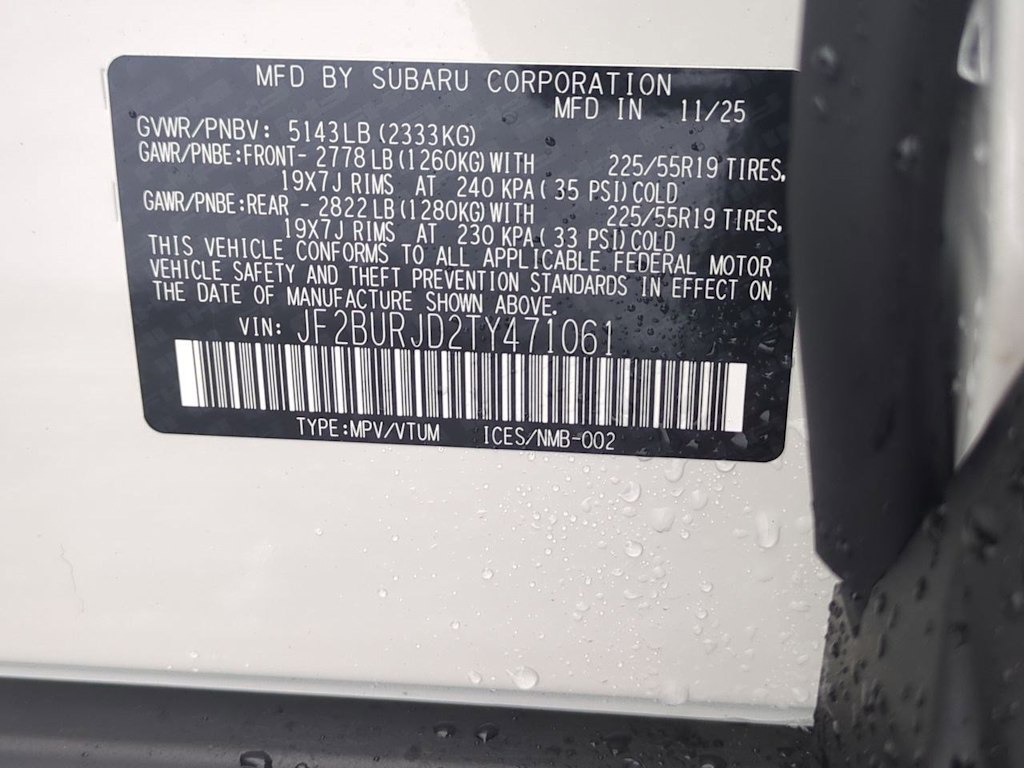 MFD BY SUBARU CORPORATION
MFD IN 11/25
GVWR/PNBV: 5143LB (2333KG)
GAWR/PNBE:FRONT- 2778 LB (1260KG) WITH 225/55R19 TIRES,
19X7J RIMS AT 240 KPA ( 35 PSI) COLD
GAWR/PNBE:REAR - 2822 LB (1280KG) WITH 225/55R19 TIRES,
19X7J RIMS AT 230 KPA ( 33 PSI) COLD
THIS VEHICLE CONFORMS TO ALL APPLICABLE FEDERAL MOTOR
VEHICLE SAFETY AND THEFT PREVENTION STANDARDS IN EFFECT ON
THE DATE OF MANUFACTURE SHOWN ABOVE.
VIN: JF2BURJD2TY471061
TYPE:MPV/VTUM ICES/NMB-002